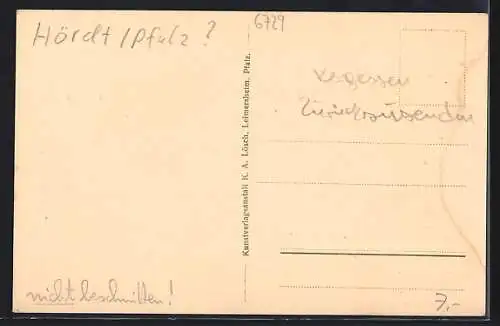 Hördt/Pfalz?
6729
vergessen
zurückzusenden
Kunstverlagsanstalt K. A. Lösch, Leimersheim, Pfalz.
nicht beschnitten!
7,-